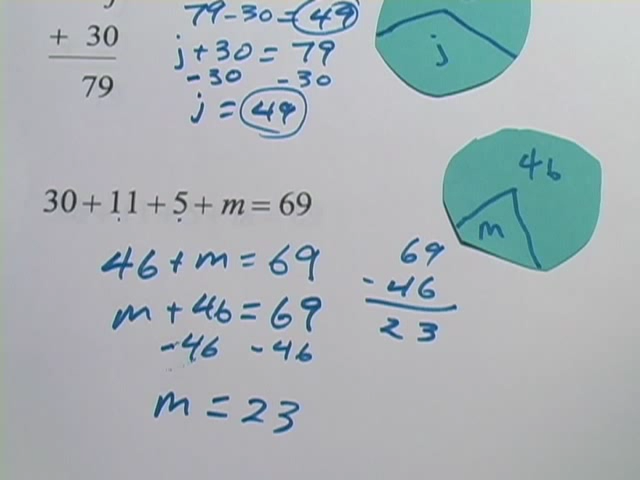 79-30=49
+ 30
j+30=79
-30 -30
79
j=49
j
46
m
30+11+5+m=69
46+m=69
69
-46
23
m+46=69
-46 -46
m=23